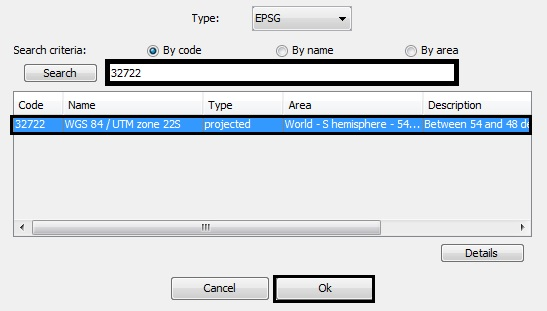 Type: EPSG
Search criteria: By code By name By area
Search 32722
Code Name Type Area Description
32722 WGS 84 / UTM zone 22S projected World - S hemisphere - 54... Between 54 and 48 de
Details
Cancel Ok